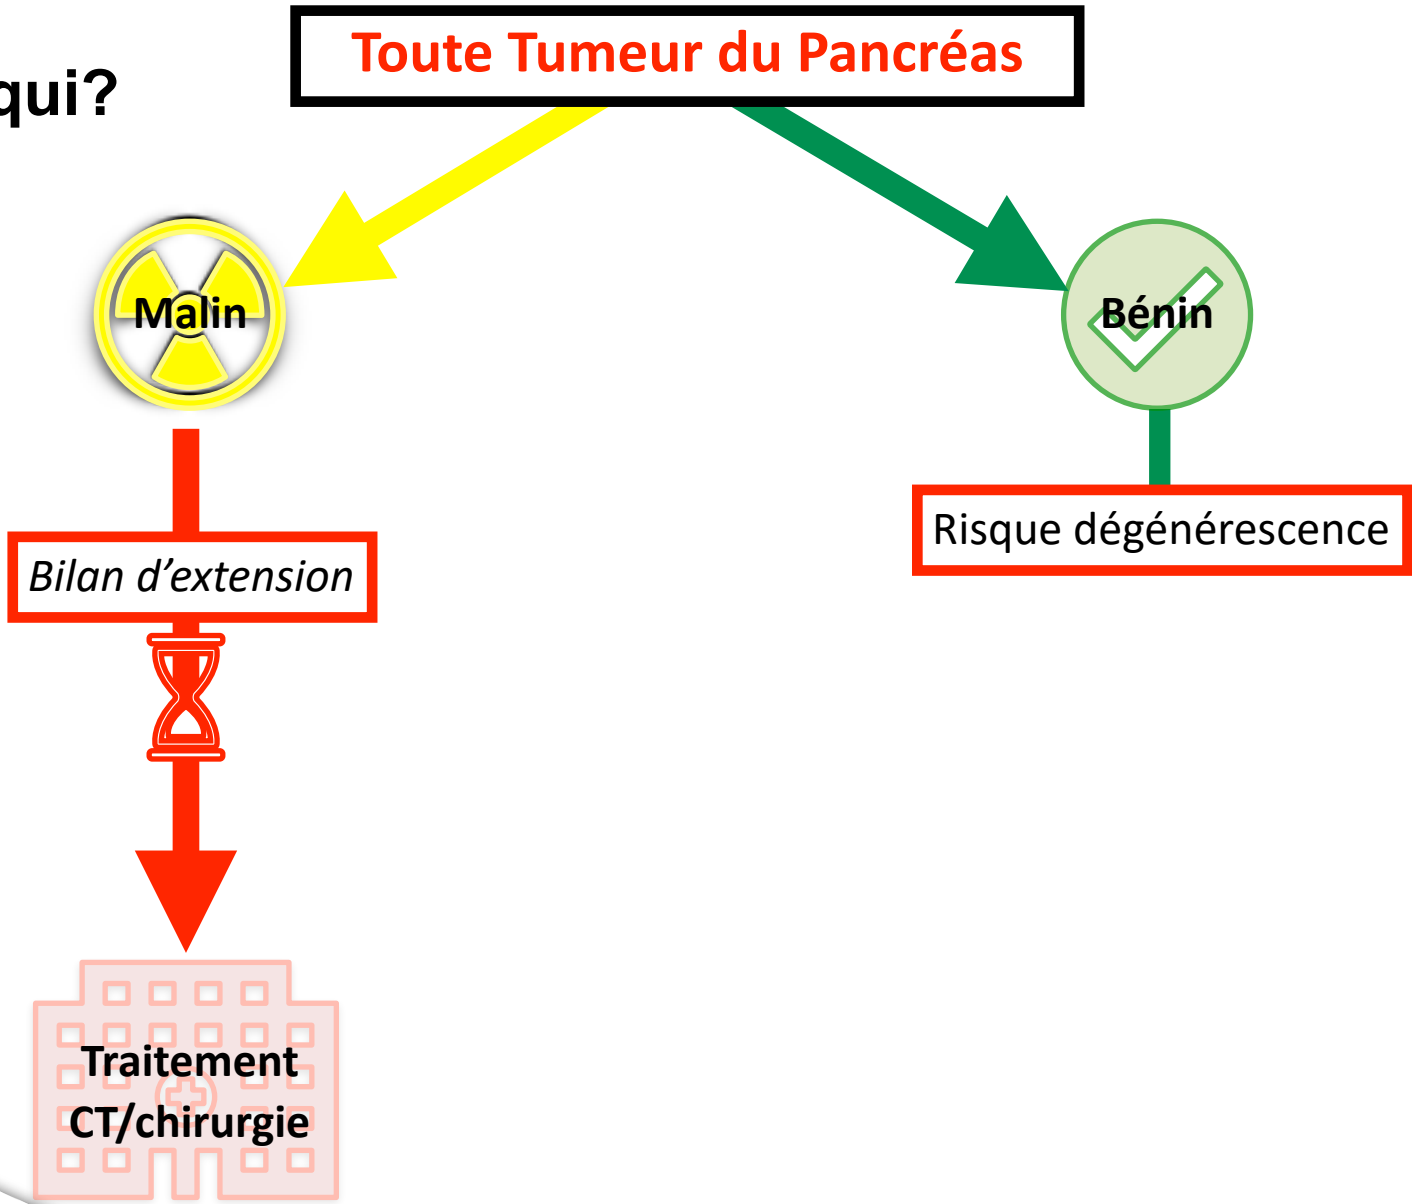 Toute Tumeur du Pancréas
qui?
Malin
Bénin
Risque dégénérescence
Bilan d’extension
Traitement
CT/chirurgie